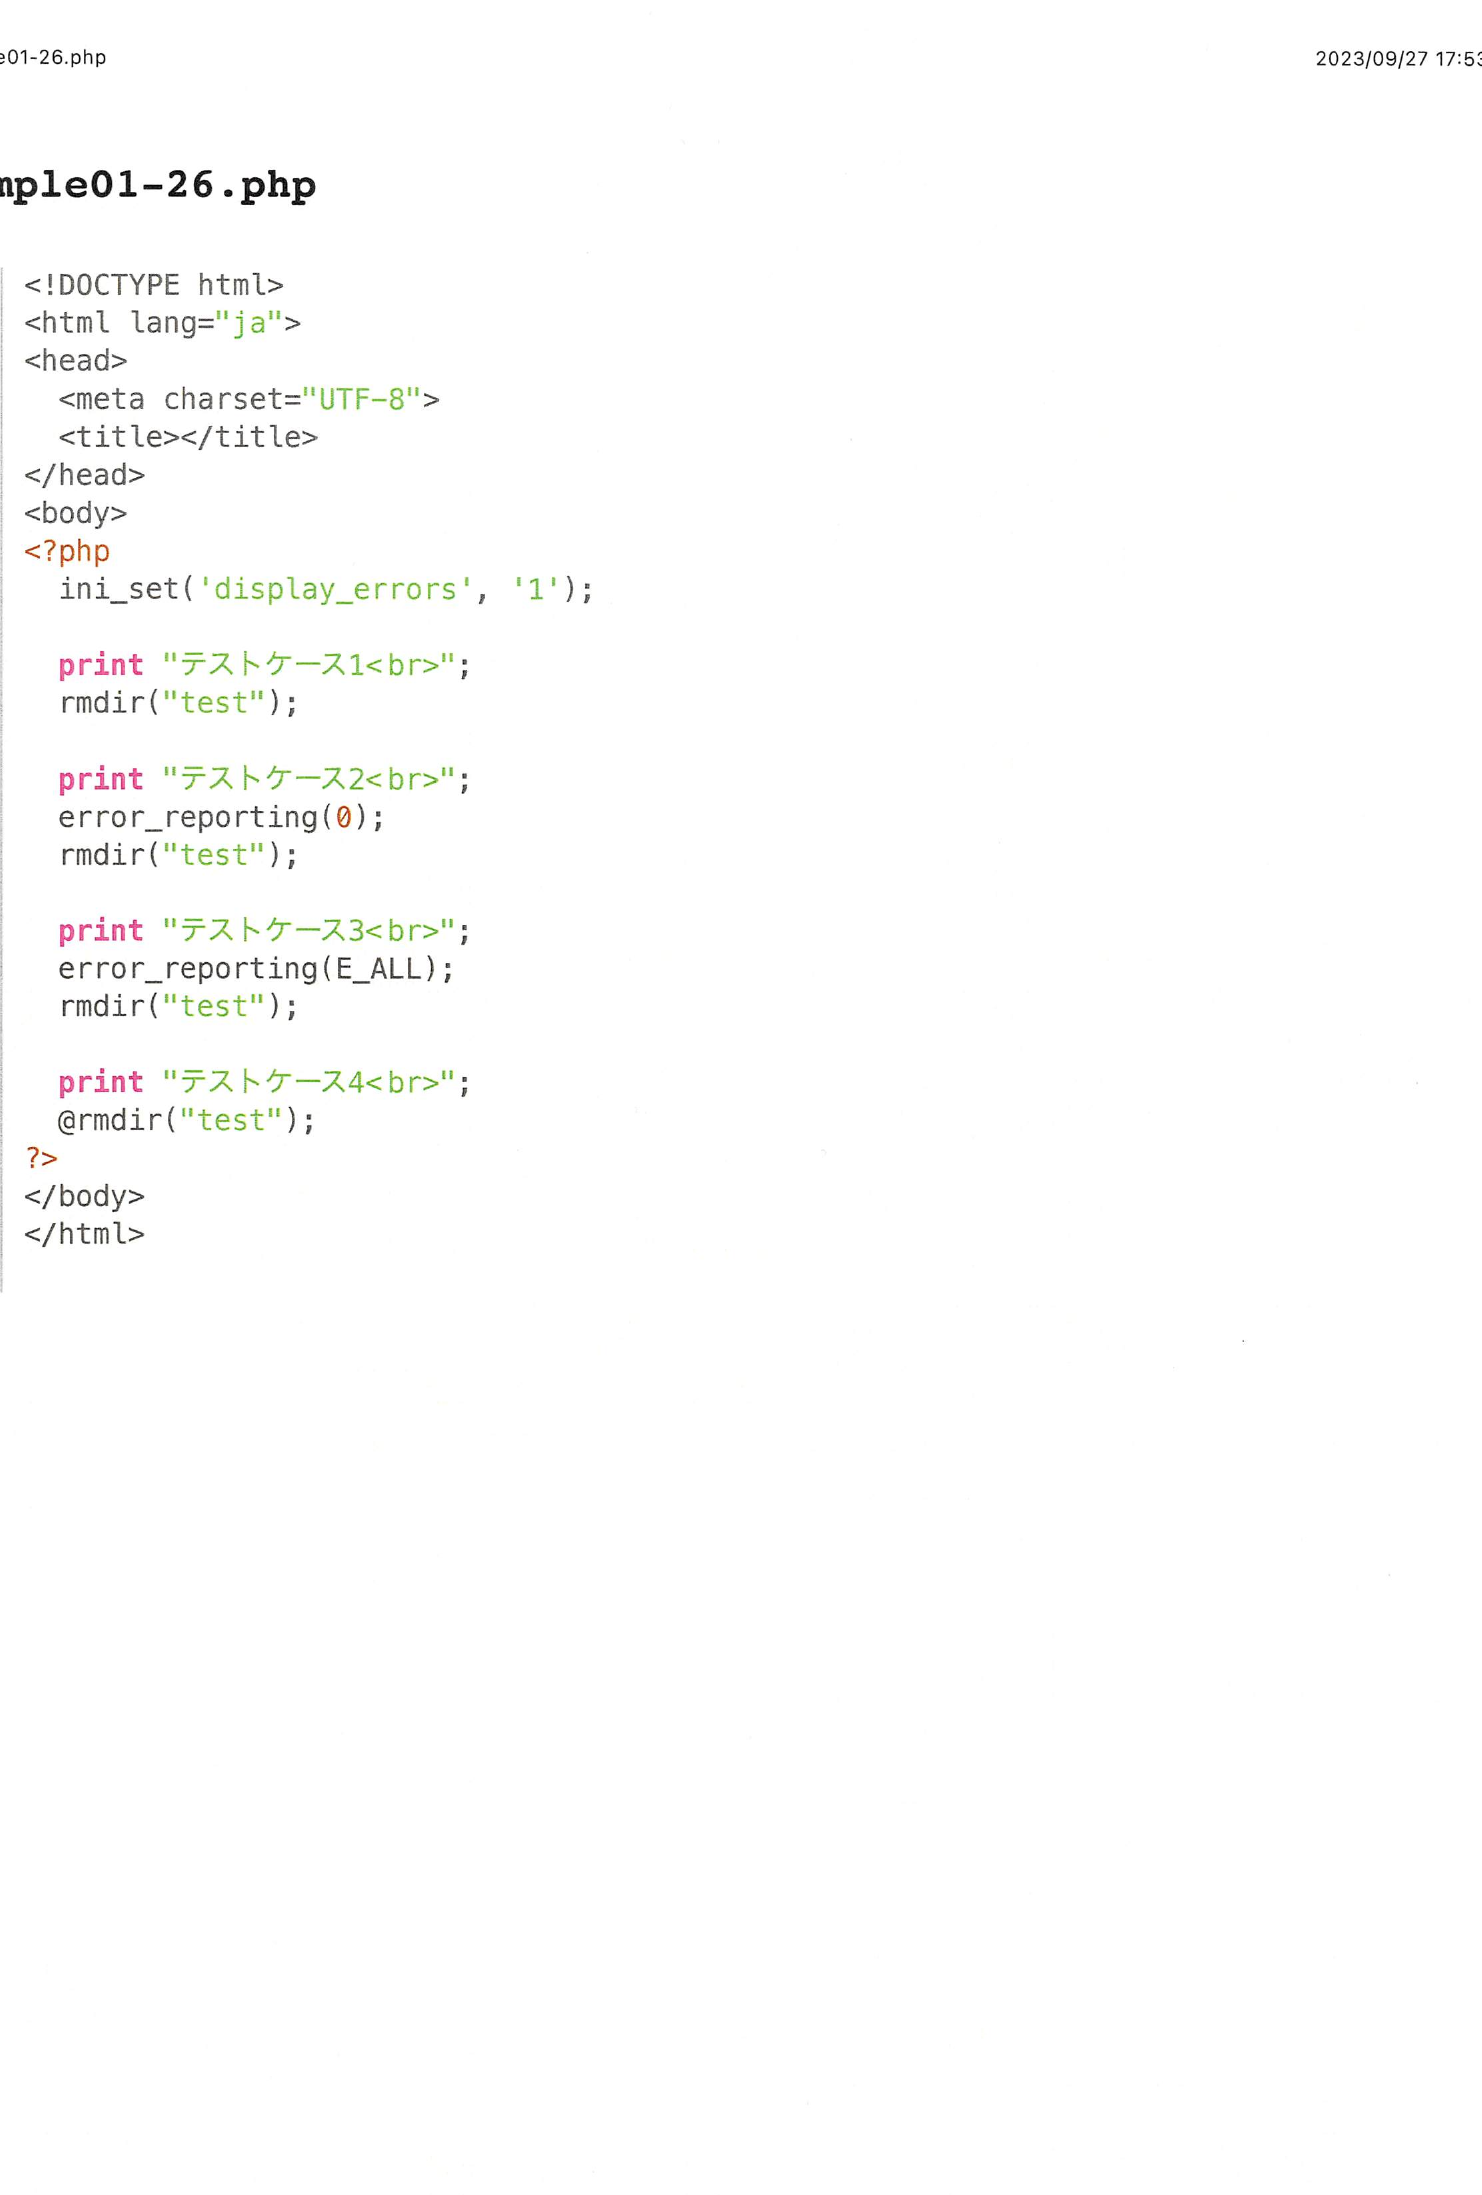 e01-26.php
2023/09/27 17:53
mple01-26.php
<!DOCTYPE html>
<html lang="ja">
<head>
  <meta charset="UTF-8">
  <title></title>
</head>
<body>
<?php
  ini_set('display_errors', '1');

  print "テストケース1<br>";
  rmdir("test");

  print "テストケース2<br>";
  error_reporting(0);
  rmdir("test");

  print "テストケース3<br>";
  error_reporting(E_ALL);
  rmdir("test");

  print "テストケース4<br>";
  @rmdir("test");
?>
</body>
</html>